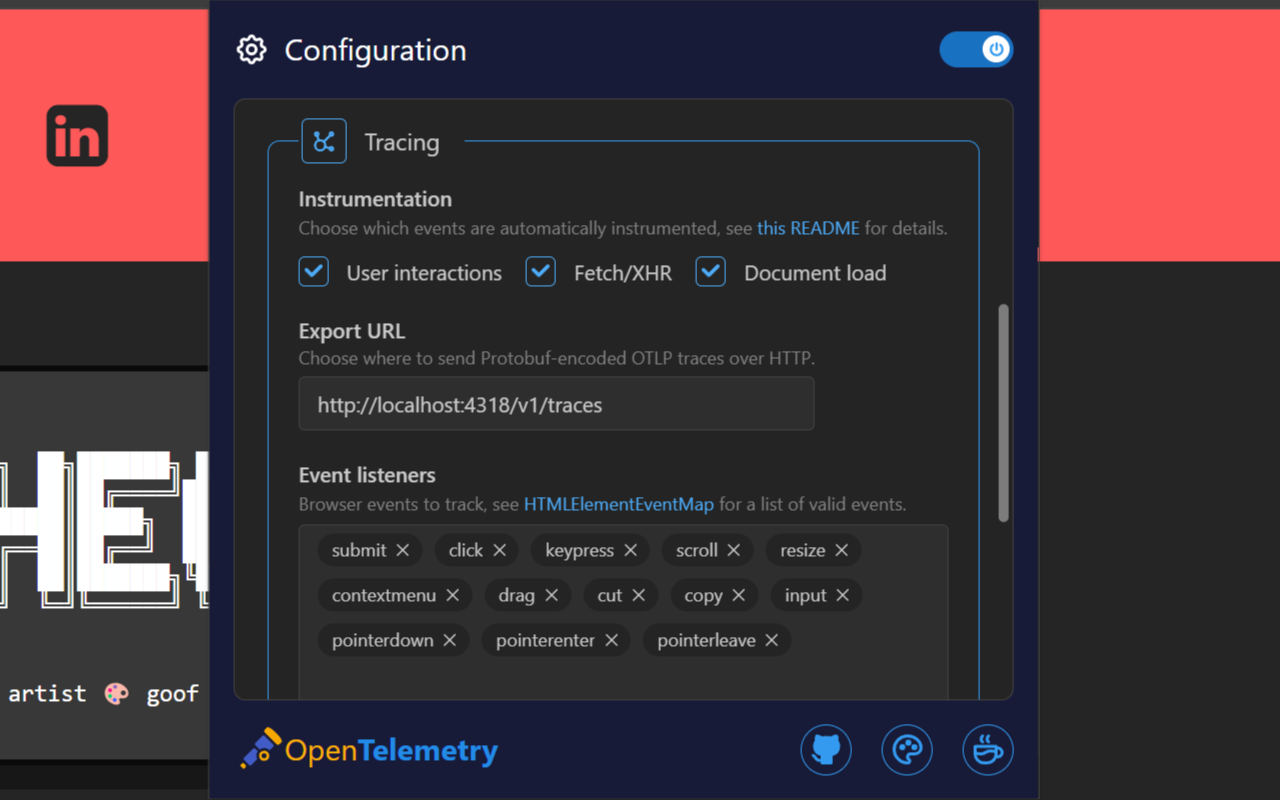 Configuration
in
Tracing
Instrumentation
Choose which events are automatically instrumented, see this README for details.
User interactions Fetch/XHR Document load
Export URL
Choose where to send Protobuf-encoded OTLP traces over HTTP.
http://localhost:4318/v1/traces
Event listeners
Browser events to track, see HTMLElementEventMap for a list of valid events.
submit click keypress scroll resize
contextmenu drag cut copy input
pointerdown pointerenter pointerleave
artist 🎨 goof
OpenTelemetry